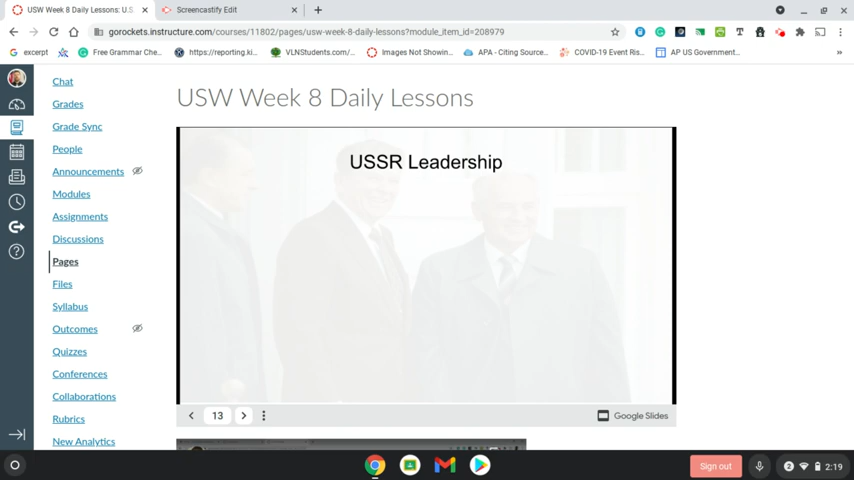 USW Week 8 Daily Lessons: U.S
Screencastify Edit
gorockets.instructure.com/courses/11802/pages/usw-week-8-daily-lessons?module_item_id=208979
excerpt
Free Grammar Che...
https://reporting.ki...
VLNStudents.com/...
Images Not Showin...
APA - Citing Source...
COVID-19 Event Ris...
AP US Government...
Chat
Grades
Grade Sync
People
Announcements
Modules
Assignments
Discussions
Pages
Files
Syllabus
Outcomes
Quizzes
Conferences
Collaborations
Rubrics
New Analytics
USW Week 8 Daily Lessons
USSR Leadership
13
Google Slides
Sign out
2
2:19